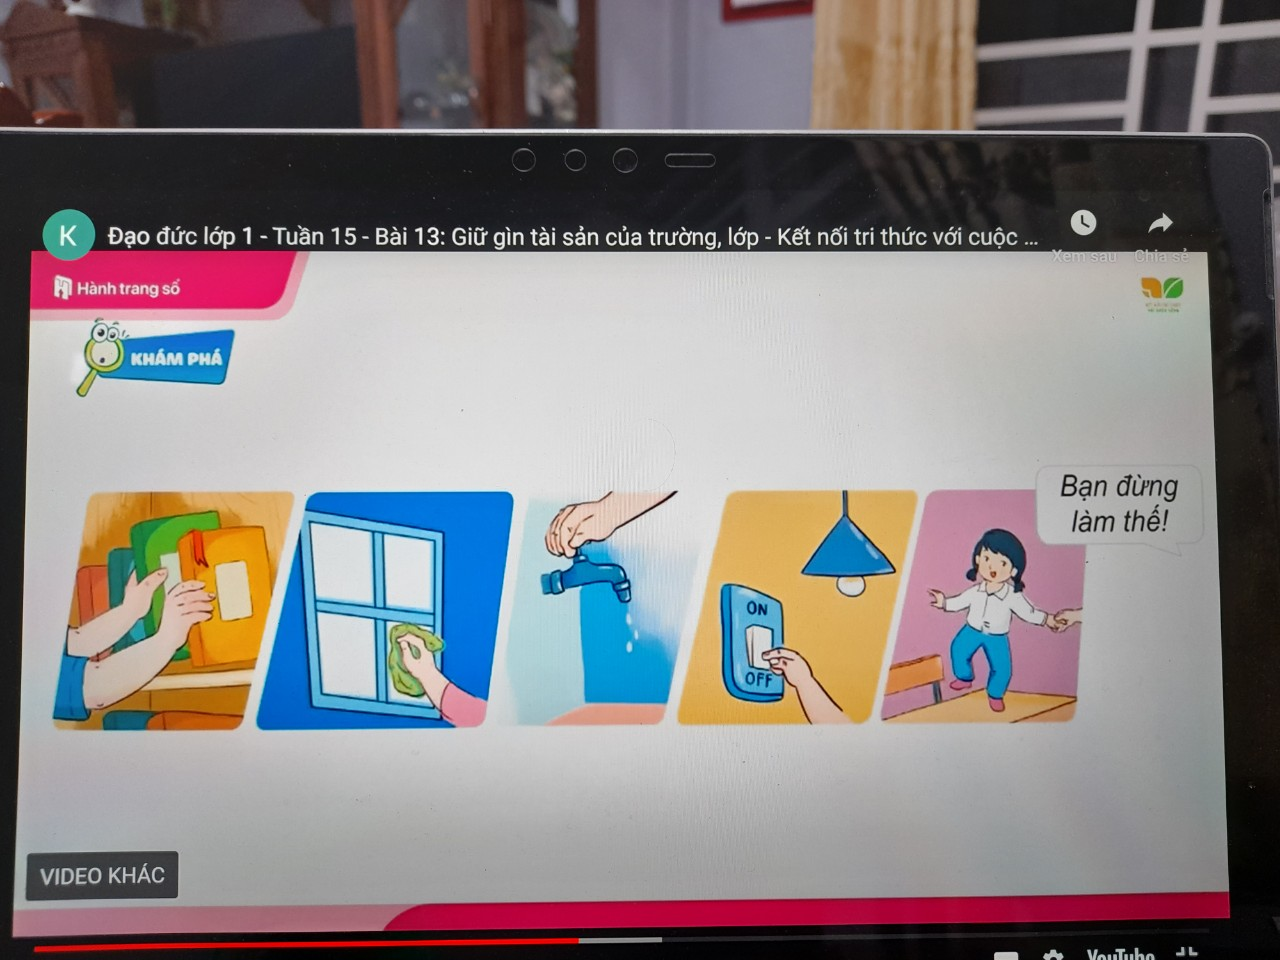 K
Đạo đức lớp 1 - Tuần 15 - Bài 13: Giữ gìn tài sản của trường, lớp - Kết nối tri thức với cuộc ...
Xem sau
Chia sẻ
Hành trang số
KHÁM PHÁ
Bạn đừng
làm thế!
ON
OFF
VIDEO KHÁC
YouTube